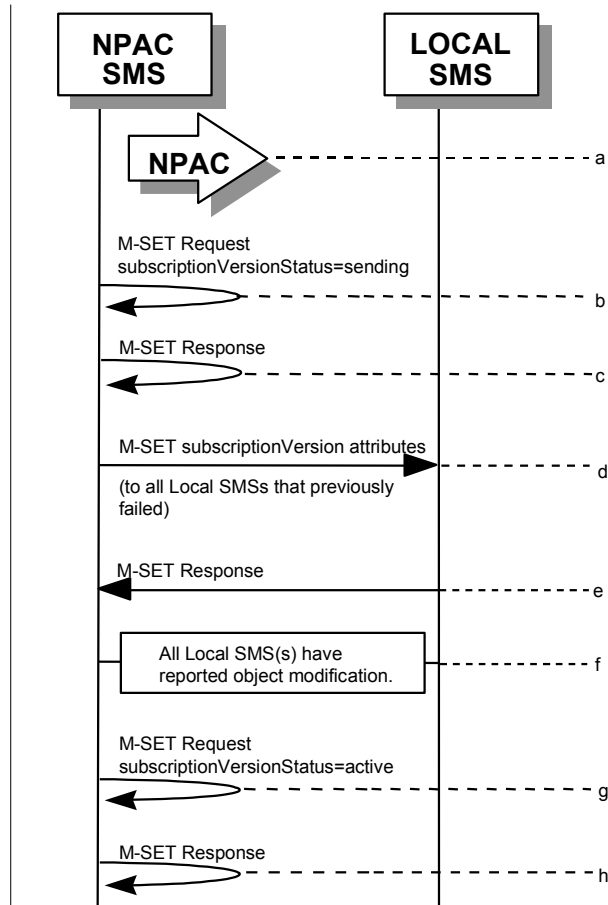 NPAC
SMS
LOCAL
SMS
NPAC
a
M-SET Request
subscriptionVersionStatus=sending
b
M-SET Response
c
M-SET subscriptionVersion attributes
d
(to all Local SMSs that previously
failed)
M-SET Response
e
All Local SMS(s) have
reported object modification.
f
M-SET Request
subscriptionVersionStatus=active
g
M-SET Response
h